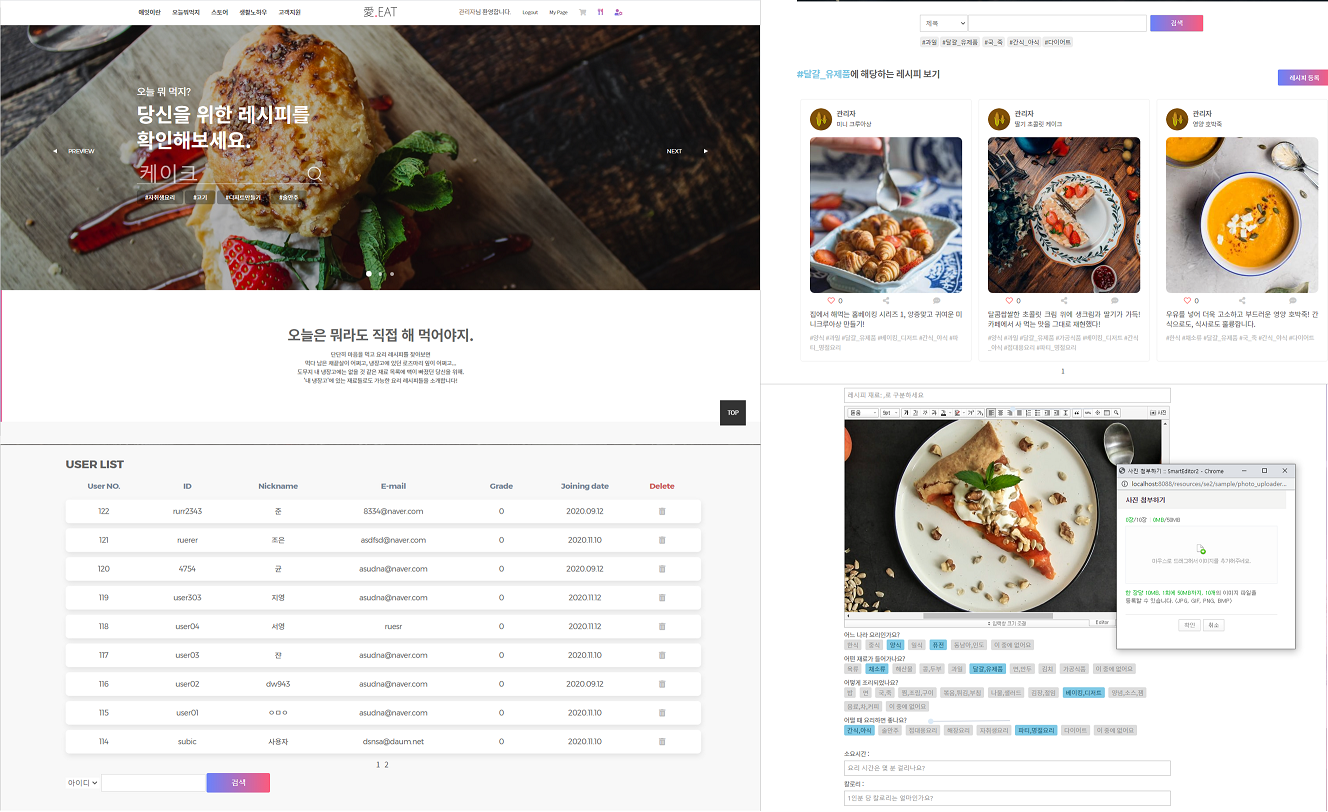 애잇이란 오늘뭐먹지 스토어 생활노하우 고객지원
愛.EAT
관리자님 환영합니다. Logout My Page
오늘 뭐 먹지?
당신을 위한 레시피를
확인해보세요.
PREVIEW
NEXT
케이크
#자취생요리 #고기 #디저트만들기 #술안주
오늘은 뭐라도 직접 해 먹어야지.
단단히 마음을 먹고 요리 레시피를 찾아보면
먹다 남은 채끝살이 어쩌고, 냉장고에 있던 로즈마리 잎이 어쩌고...
도무지 내 냉장고에는 없을 것 같은 재료 목록에 맥이 빠졌던 당신을 위해.
'내 냉장고'에 있는 재료들로도 가능한 요리 레시피들을 소개합니다!
TOP
USER LIST
User NO. ID Nickname E-mail Grade Joining date Delete
122 rurr2343 준 8334@naver.com 0 2020.09.12
121 ruerer 조은 asdfsd@naver.com 0 2020.11.10
120 4754 균 asudna@naver.com 0 2020.09.12
119 user303 지영 asudna@naver.com 0 2020.11.12
118 user04 서영 ruesr 0 2020.11.12
117 user03 잔 asudna@naver.com 0 2020.11.10
116 user02 dw943 asudna@naver.com 0 2020.09.12
115 user01 ㅇㅁㅇ asudna@naver.com 0 2020.11.10
114 subic 사용자 dsnsa@daum.net 0 2020.11.10
1 2
아이디
검색
제목
검색
#과일 #달걀_유제품 #국_죽 #간식_야식 #다이어트
#달걀_유제품에 해당하는 레시피 보기
레시피 등록
관리자
미니 크루아상
0
집에서 해먹는 홈베이킹 시리즈 1, 앙증맞고 귀여운 미
니크루아상 만들기!
#양식 #과일 #달걀_유제품 #베이킹_디저트 #간식_야식 #파
티_명절요리
관리자
딸기 초콜릿 케이크
0
달콤쌉쌀한 초콜릿 크림 위에 생크림과 딸기가 가득!
카페에서 사 먹는 맛을 그대로 재현했다!
#양식 #과일 #달걀_유제품 #가공식품 #베이킹_디저트 #간식
_야식 #접대용요리 #파티_명절요리
관리자
영양 호박죽
0
우유를 넣어 더욱 고소하고 부드러운 영양 호박죽! 간
식으로도, 식사로도 훌륭합니다.
#한식 #채소류 #달걀_유제품 #국_죽 #간식_야식 #다이어트
1
레시피 재료:,로 구분하세요
돋움 9pt
사진
입력창 크기 조절
Editor
사진 첨부하기 :: SmartEditor2 - Chrome
localhost:8088/resources/se2/sample/photo_uploader...
사진 첨부하기
0장/10장 0MB/50MB
마우스로 드래그해서 이미지를 추가해주세요.
한 장당 10MB, 1회에 50MB까지, 10개의 이미지 파일을
등록할 수 있습니다. (JPG, GIF, PNG, BMP)
확인 취소
어느 나라 요리인가요?
한식 중식 양식 일식 퓨전 동남아,인도 이 중에 없어요
어떤 재료가 들어가나요?
육류 채소류 해산물 콩,두부 과일 달걀,유제품 면,만두 김치 가공식품 이 중에 없어요
어떻게 조리되었나요?
밥 면 국,죽 찜,조림,구이 볶음,튀김,부침 나물,샐러드 김장,절임 베이킹,디저트 양념,소스,잼
음료,차,커피 이 중에 없어요
어떨 때 요리하면 좋나요?
간식,야식 술안주 접대용요리 해장요리 자취생요리 파티,명절요리 다이어트 이 중에 없어요
소요시간 :
요리 시간은 몇 분 걸리나요?
칼로리 :
1인분 당 칼로리는 얼마인가요?